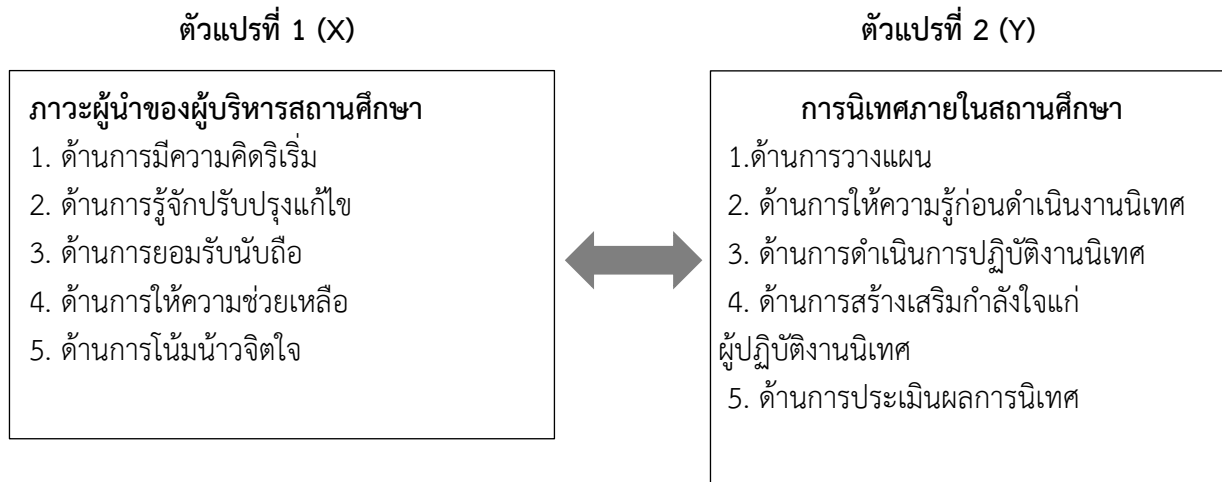 ตัวแปรที่ 1 (X)
ตัวแปรที่ 2 (Y)
ภาวะผู้นำของผู้บริหารสถานศึกษา
1. ด้านการมีความคิดริเริ่ม
2. ด้านการรู้จักปรับปรุงแก้ไข
3. ด้านการยอมรับนับถือ
4. ด้านการให้ความช่วยเหลือ
5. ด้านการโน้มน้าวจิตใจ
การนิเทศภายในสถานศึกษา
1.ด้านการวางแผน
2. ด้านการให้ความรู้ก่อนดำเนินงานนิเทศ
3. ด้านการดำเนินการปฏิบัติงานนิเทศ
4. ด้านการสร้างเสริมกำลังใจแก่
ผู้ปฏิบัติงานนิเทศ
5. ด้านการประเมินผลการนิเทศ